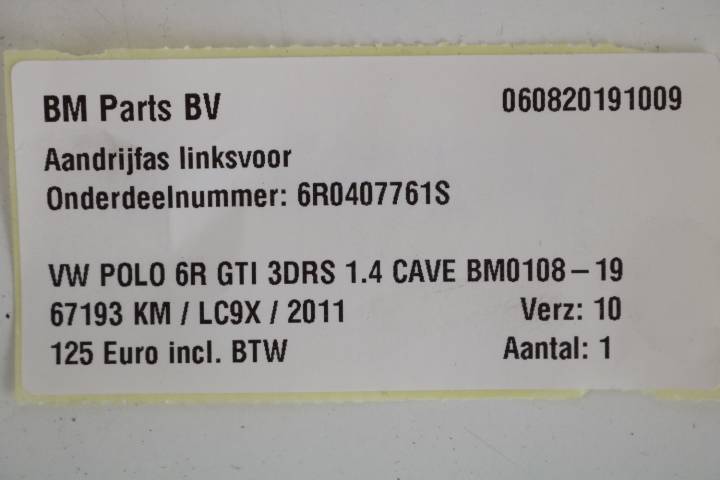 BM Parts BV 060820191009
Aandrijfas linksvoor
Onderdeelnummer: 6R0407761S
VW POLO 6R GTI 3DRS 1.4 CAVE BM0108-19
67193 KM / LC9X / 2011 Verz: 10
125 Euro incl. BTW Aantal: 1